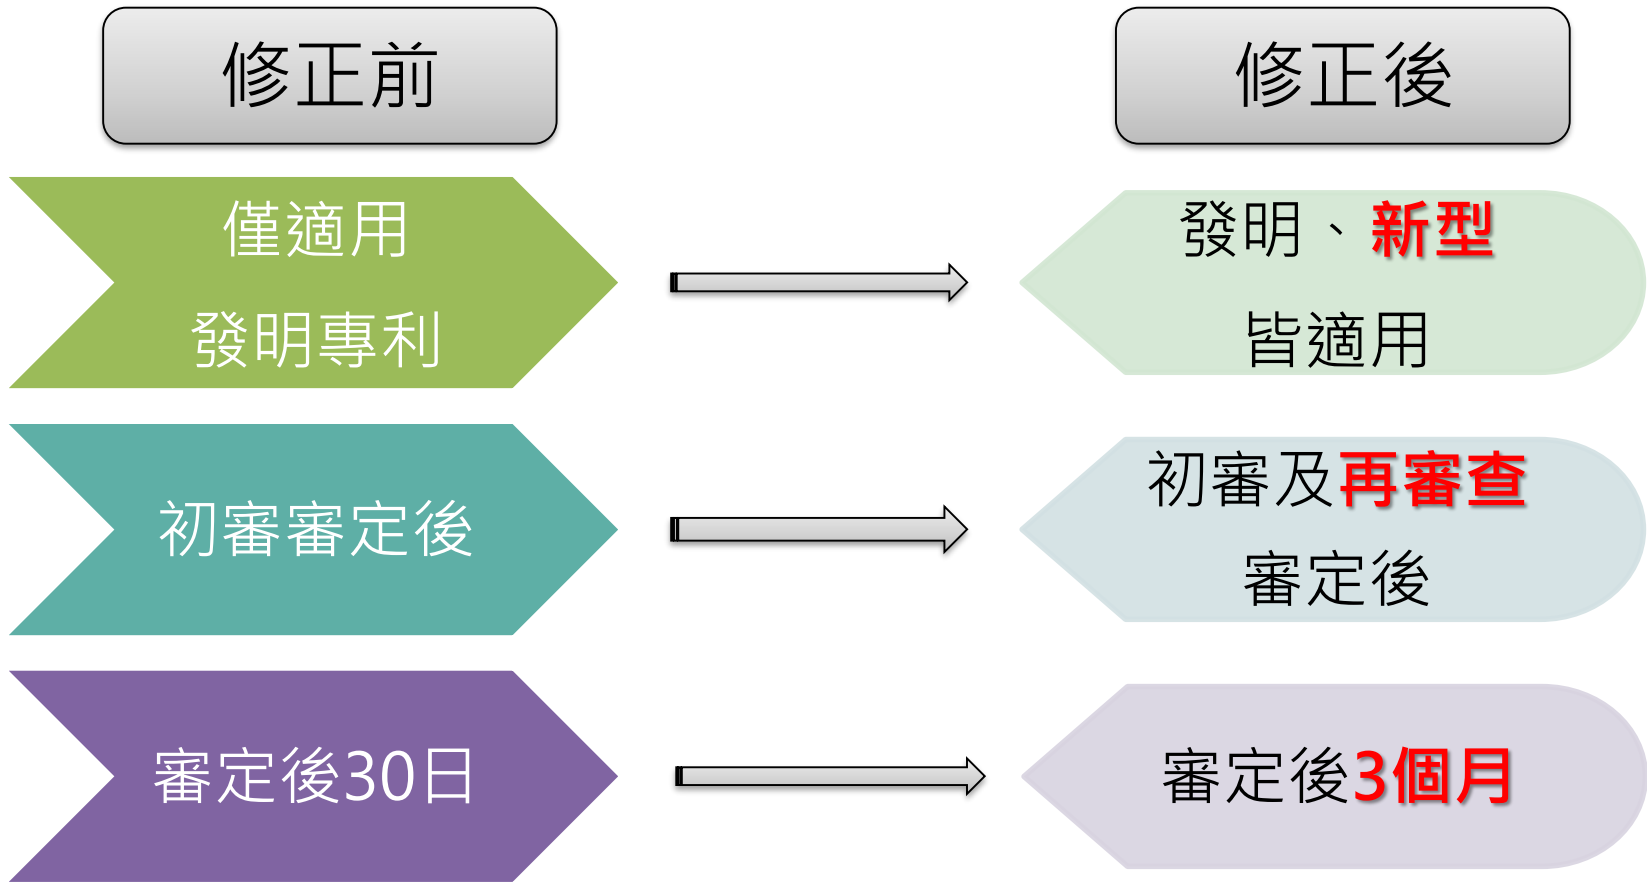 修正前
修正後
僅適用
發明專利
發明、新型
皆適用
初審審定後
初審及再審查
審定後
審定後30日
審定後3個月